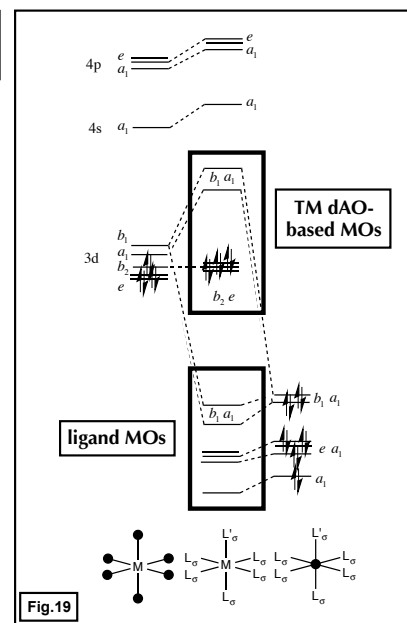 4p e e
a1 a1
4s a1 a1
b1 a1
TM dAO-
based MOs
b1
3d a1
b2
e b2 e
b1 a1 b1 a1
ligand MOs
e a1
a1
L'σ L'σ
Lσ Lσ Lσ Lσ
M M
Lσ Lσ Lσ Lσ
Lσ Lσ
Fig.19